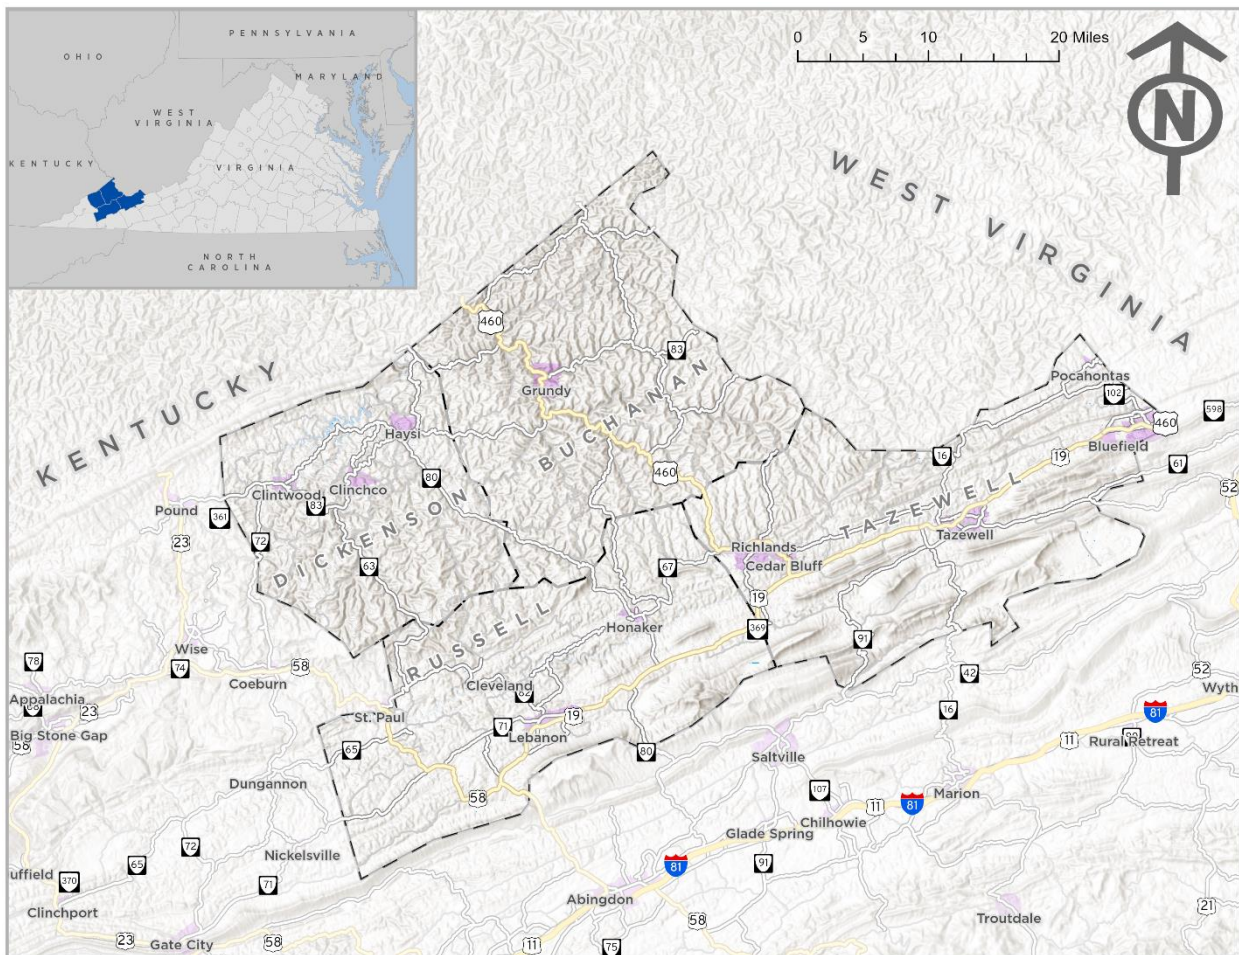 PENNSYLVANIA
OHIO
MARYLAND
WEST
VIRGINIA
KENTUCKY
VIRGINIA
NORTH
CAROLINA
0 5 10 20 Miles
N
WEST VIRGINIA
KENTUCKY
460
83
Grundy
BUCHANAN
Pocahontas
102
598
460
Bluefield
Haysi
19
16
61
80
460
52
Clintwood
Clinchco
83
Pound
361
TAZEWELL
Tazewell
23
72
DICKENSON
Richlands
Cedar Bluff
63
67
19
RUSSELL
Honaker
369
91
Wise
78
74
58
42
52
Appalachia
Coeburn
Cleveland
82
68
23
St. Paul
71
19
16
81
Wyth
Big Stone Gap
58
65
Lebanon
80
11
Rural Retreat
Saltville
Dungannon
58
107
Marion
11
81
Chilhowie
Glade Spring
72
Nickelsville
65
91
81
uffield
370
71
Abingdon
Clinchport
58
Troutdale
21
23
Gate City
58
11
75